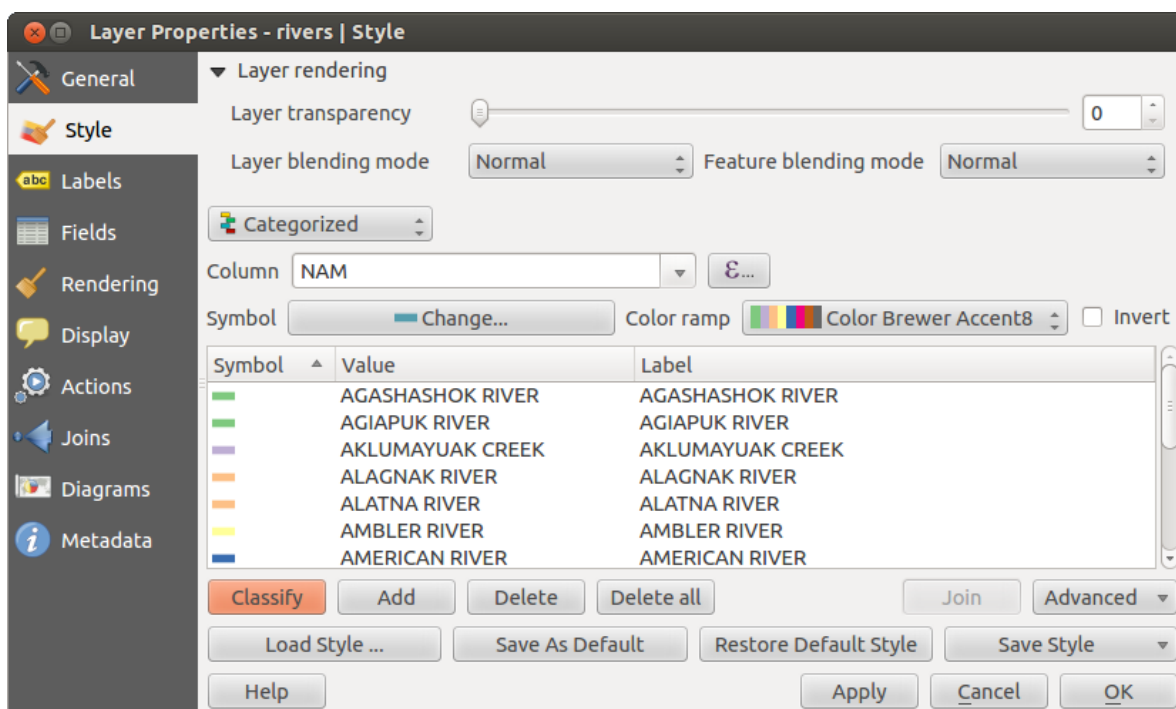 Layer Properties - rivers | Style
General
Style
abc Labels
Fields
Rendering
Display
Actions
Joins
Diagrams
i Metadata
Layer rendering
Layer transparency 0
Layer blending mode Normal Feature blending mode Normal
Categorized
Column NAM ε...
Symbol Change... Color ramp Color Brewer Accent8 Invert
Symbol Value Label
AGASHASHOK RIVER AGASHASHOK RIVER
AGIAPUK RIVER AGIAPUK RIVER
AKLUMAYUAK CREEK AKLUMAYUAK CREEK
ALAGNAK RIVER ALAGNAK RIVER
ALATNA RIVER ALATNA RIVER
AMBLER RIVER AMBLER RIVER
AMERICAN RIVER AMERICAN RIVER
Classify Add Delete Delete all Join Advanced
Load Style ... Save As Default Restore Default Style Save Style
Help Apply Cancel OK